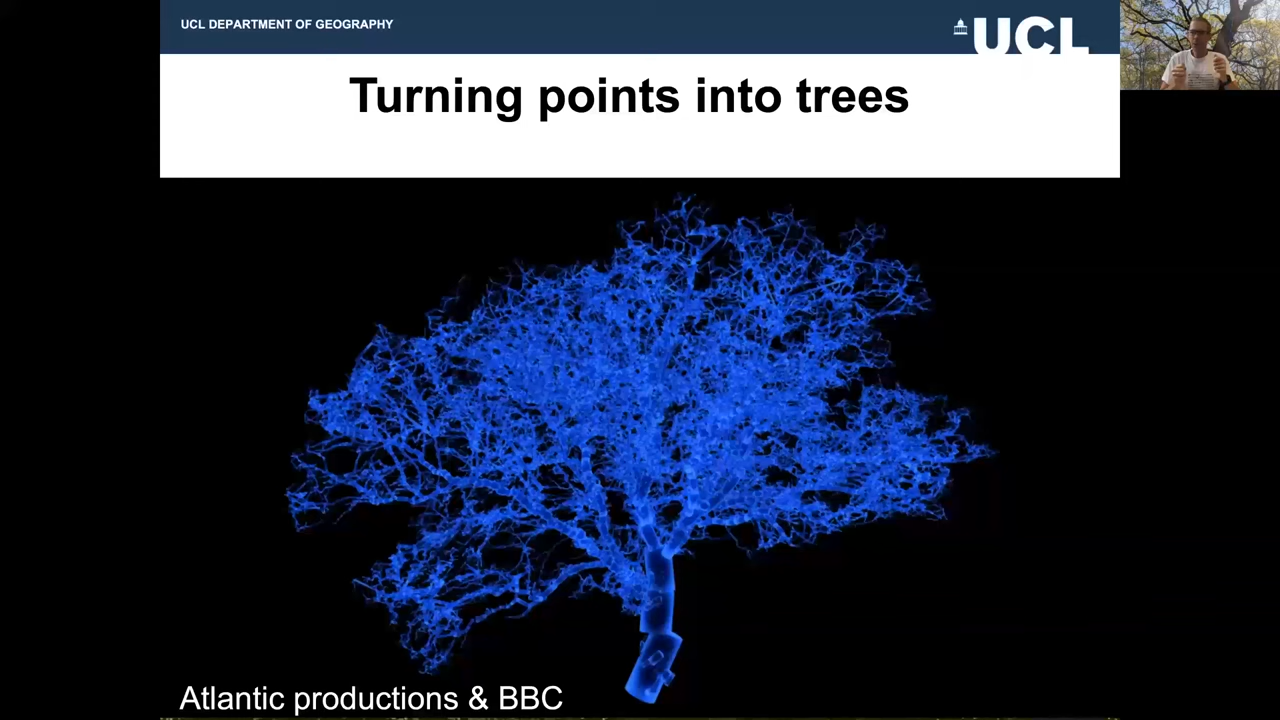 UCL DEPARTMENT OF GEOGRAPHY
UCL
Turning points into trees
Atlantic productions & BBC